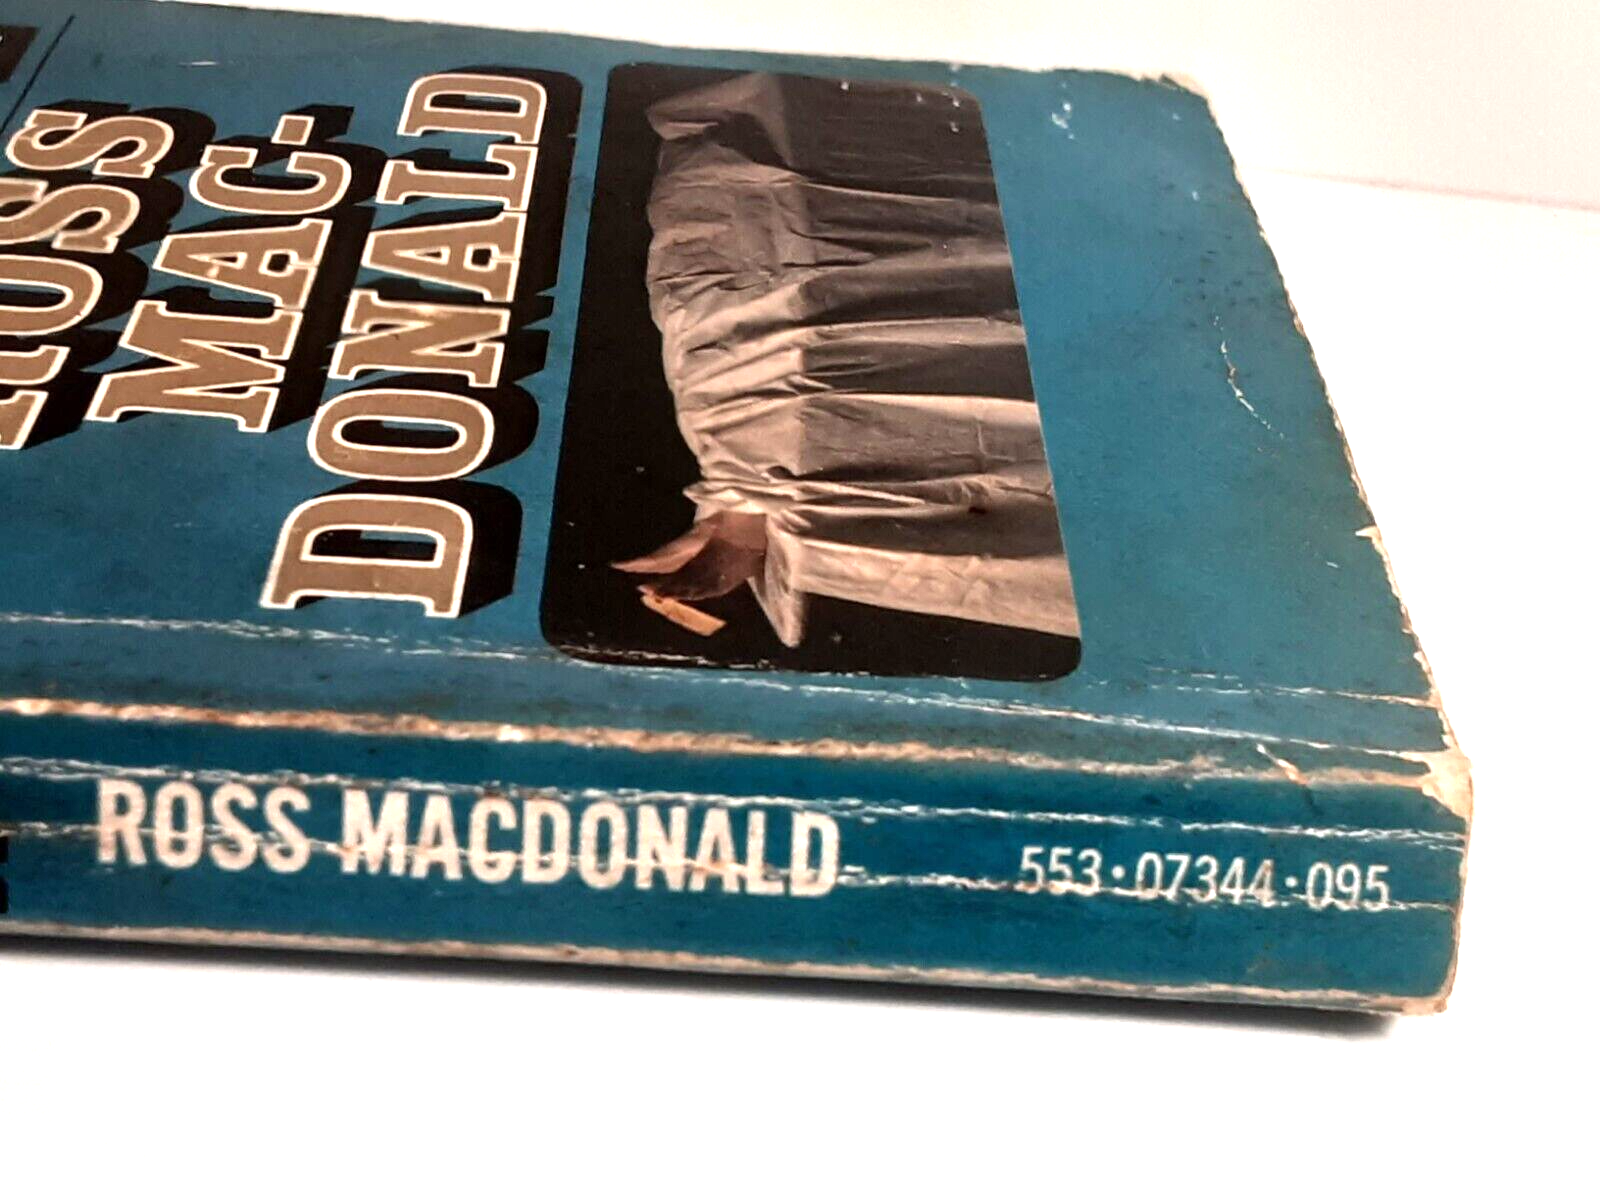 ROSS
MAC-
DONALD
ROSS MACDONALD
553·07344·095